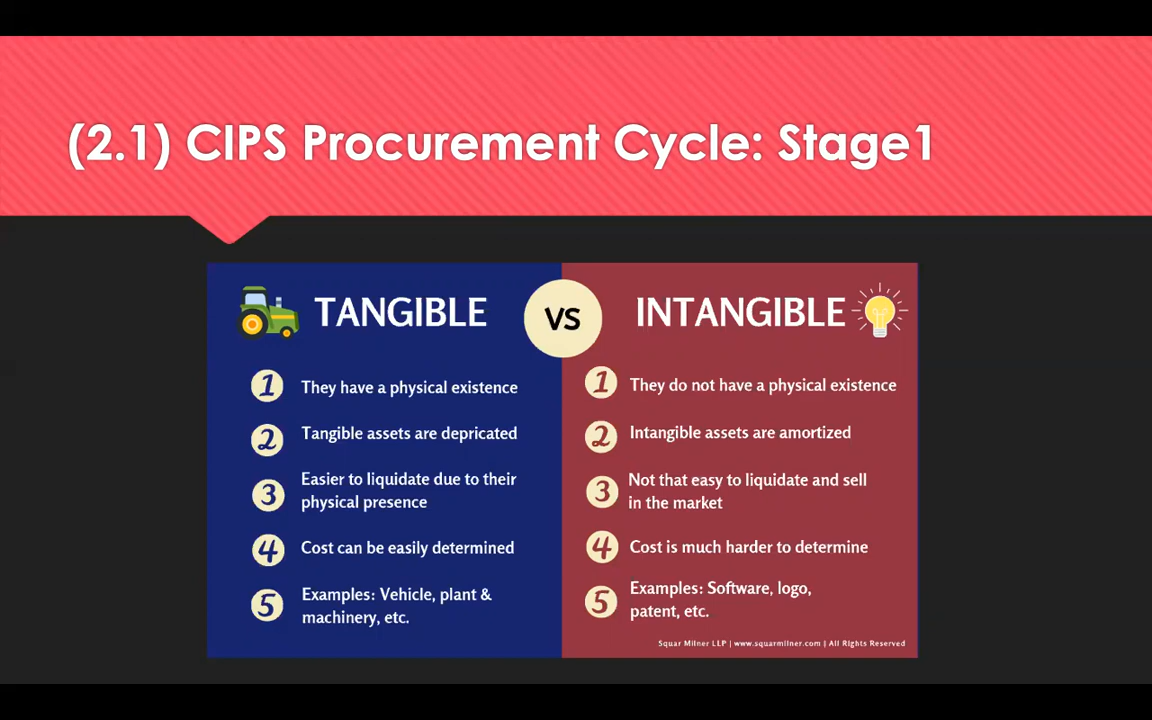 (2.1) CIPS Procurement Cycle: Stage1
TANGIBLE
VS
INTANGIBLE
1 They have a physical existence
2 Tangible assets are depricated
3 Easier to liquidate due to their
physical presence
4 Cost can be easily determined
5 Examples: Vehicle, plant &
machinery, etc.
1 They do not have a physical existence
2 Intangible assets are amortized
3 Not that easy to liquidate and sell
in the market
4 Cost is much harder to determine
5 Examples: Software, logo,
patent, etc.
Squar Milner LLP | www.squarmilner.com | All Rights Reserved